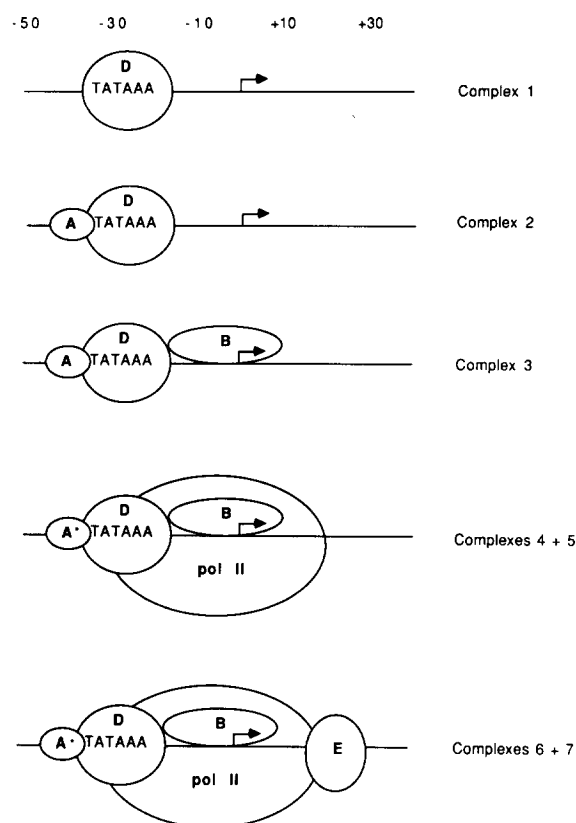 -50 -30 -10 +10 +30
D
TATAAA
Complex 1
D
A TATAAA
Complex 2
D
B
A TATAAA
Complex 3
D
B
A* TATAAA
Complexes 4 + 5
pol II
D
B
A* TATAAA
E
Complexes 6 + 7
pol II